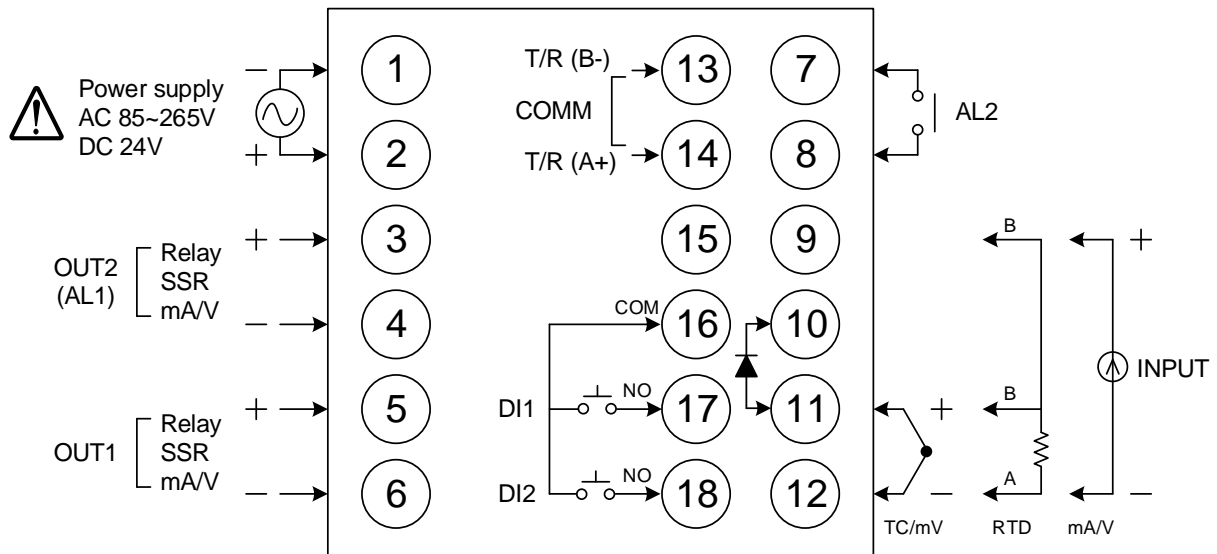 Power supply
AC 85~265V
DC 24V
−
+
1
2
3
4
5
6
OUT2
(AL1)
Relay
SSR
mA/V
+
−
OUT1
Relay
SSR
mA/V
+
−
T/R (B-)
COMM
T/R (A+)
13
14
15
16
17
18
COM
DI1
NO
DI2
NO
7
8
9
10
11
12
AL2
+
−
TC/mV
B
B
A
RTD
+
−
mA/V
INPUT